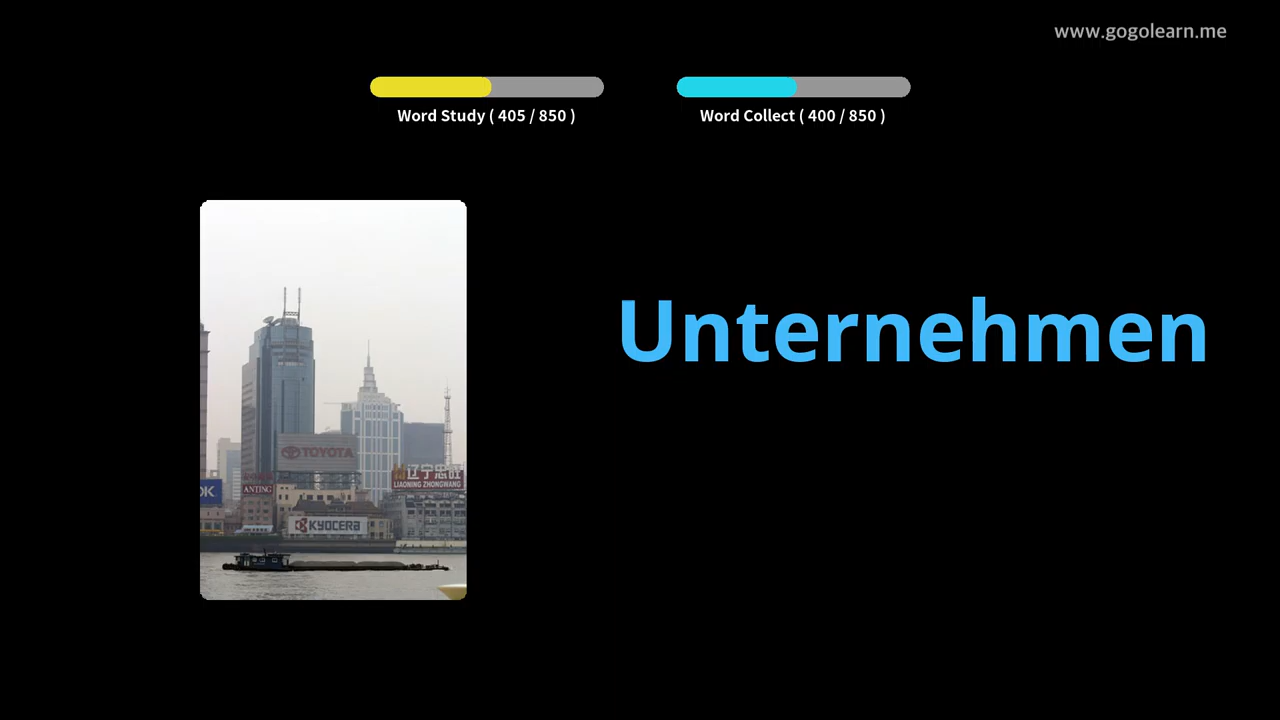 www.gogolearn.me
Word Study ( 405 / 850 )
Word Collect ( 400 / 850 )
Unternehmen
TOYOTA
辽宁忠旺
LIAONING ZHONGWANG
OK
ANTING
KYOCERA